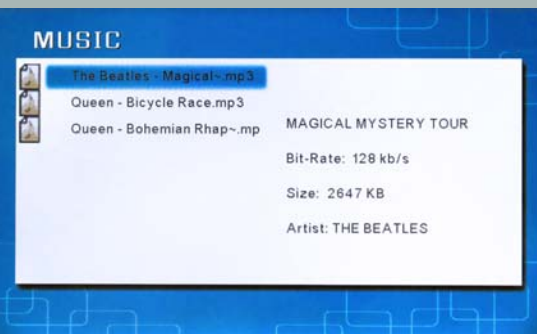 MUSIC
The Beatles - Magical~.mp3
Queen - Bicycle Race.mp3
Queen - Bohemian Rhap~.mp
MAGICAL MYSTERY TOUR
Bit-Rate: 128 kb/s
Size: 2647 KB
Artist: THE BEATLES